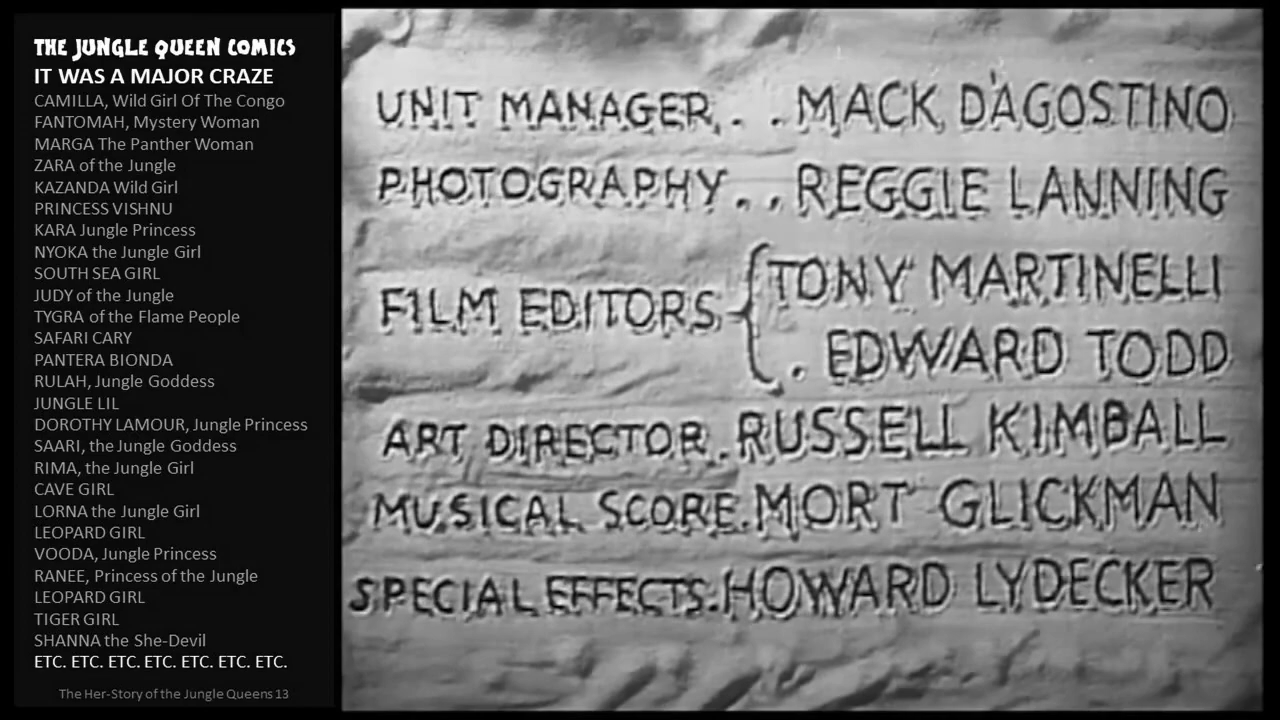 THE JUNGLE QUEEN COMICS
IT WAS A MAJOR CRAZE
CAMILLA, Wild Girl Of The Congo
FANTOMAH, Mystery Woman
MARGA The Panther Woman
ZARA of the Jungle
KAZANDA Wild Girl
PRINCESS VISHNU
KARA Jungle Princess
NYOKA the Jungle Girl
SOUTH SEA GIRL
JUDY of the Jungle
TYGRA of the Flame People
SAFARI CARY
PANTERA BIONDA
RULAH, Jungle Goddess
JUNGLE LIL
DOROTHY LAMOUR, Jungle Princess
SAARI, the Jungle Goddess
RIMA, the Jungle Girl
CAVE GIRL
LORNA the Jungle Girl
LEOPARD GIRL
VOODA, Jungle Princess
RANEE, Princess of the Jungle
LEOPARD GIRL
TIGER GIRL
SHANNA the She-Devil
ETC. ETC. ETC. ETC. ETC. ETC. ETC.
The Her-Story of the Jungle Queens 13
UNIT MANAGER. . . MACK D'AGOSTINO
PHOTOGRAPHY . . REGGIE LANNING
FILM EDITORS { TONY MARTINELLI
. EDWARD TODD
ART DIRECTOR. RUSSELL KIMBALL
MUSICAL SCORE. MORT GLICKMAN
SPECIAL EFFECTS. HOWARD LYDECKER